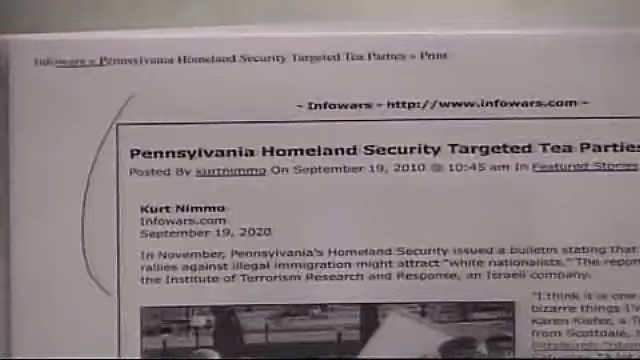 Infowars » Pennsylvania Homeland Security Targeted Tea Parties » Print
- Infowars - http://www.infowars.com -
Pennsylvania Homeland Security Targeted Tea Parties
Posted By kurtnimmo On September 19, 2010 @ 10:45 am In Featured Stories
Kurt Nimmo
Infowars.com
September 19, 2020
In November, Pennsylvania's Homeland Security issued a bulletin stating that
rallies against illegal immigration might attract "white nationalists." The report
the Institute of Terrorism Research and Response, an Israeli company.
"I think it is one
bizarre things I'v
Karen Kiefer, a T
from Scottdale,
Pittsburgh Tribun